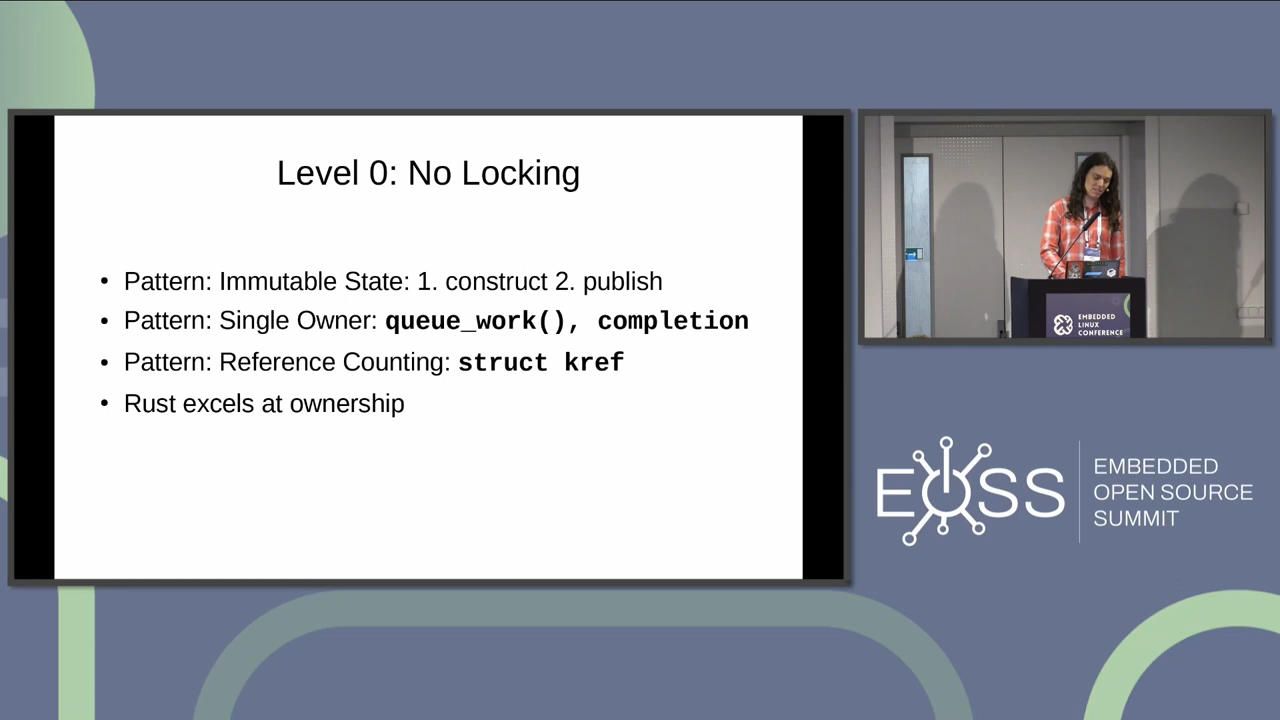 Level 0: No Locking
• Pattern: Immutable State: 1. construct 2. publish
• Pattern: Single Owner: queue_work(), completion
• Pattern: Reference Counting: struct kref
• Rust excels at ownership
EMBEDDED
LINUX
CONFERENCE
EOSS
EMBEDDED
OPEN SOURCE
SUMMIT